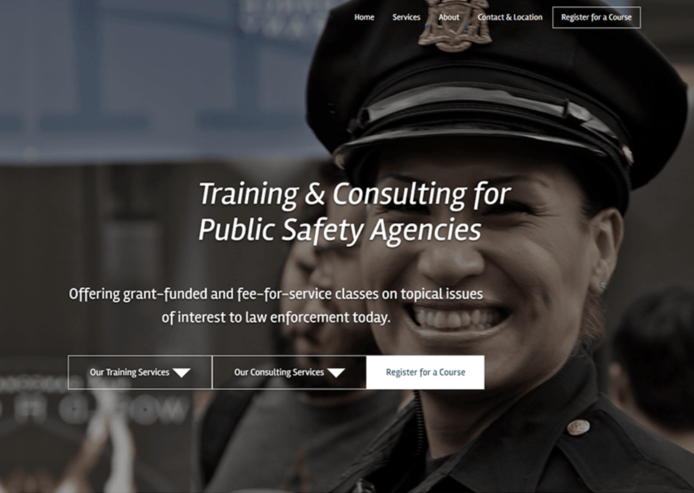 Home
Services
About
Contact & Location
Register for a Course
Training & Consulting for
Public Safety Agencies
Offering grant-funded and fee-for-service classes on topical issues
of interest to law enforcement today.
Our Training Services
Our Consulting Services
Register for a Course